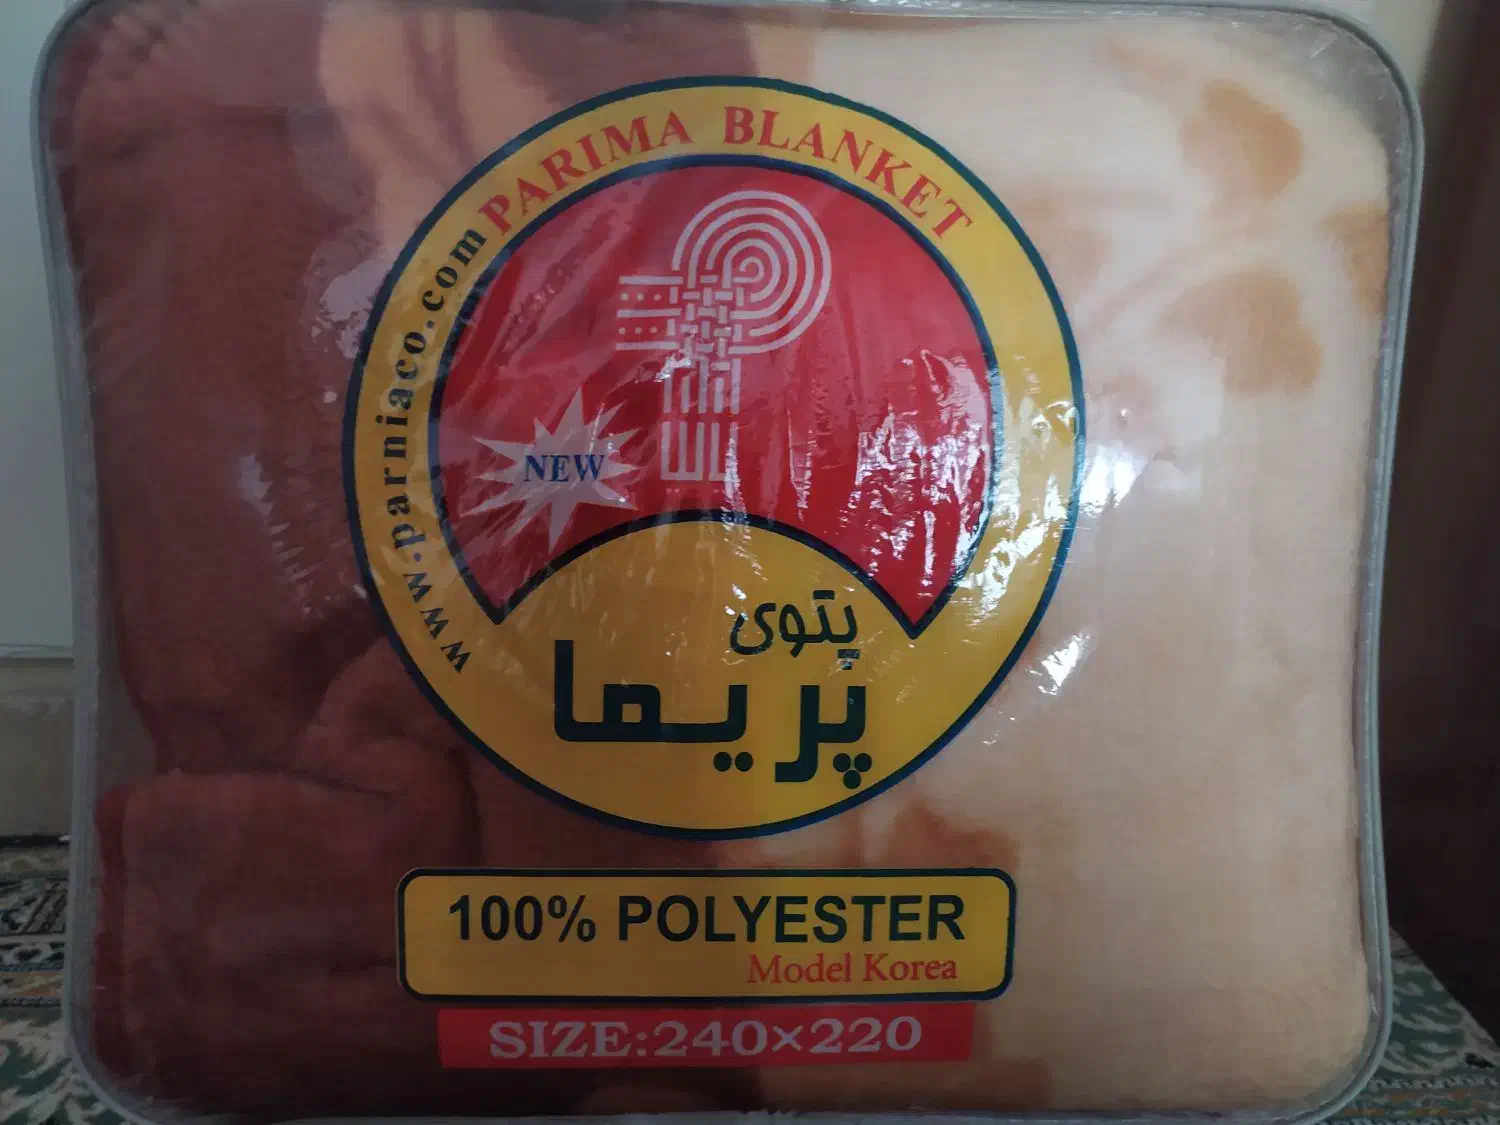 PARIMA BLANKET
www.parniaco.com
NEW
پتوی
پریما
100% POLYESTER
Model Korea
SIZE:240×220